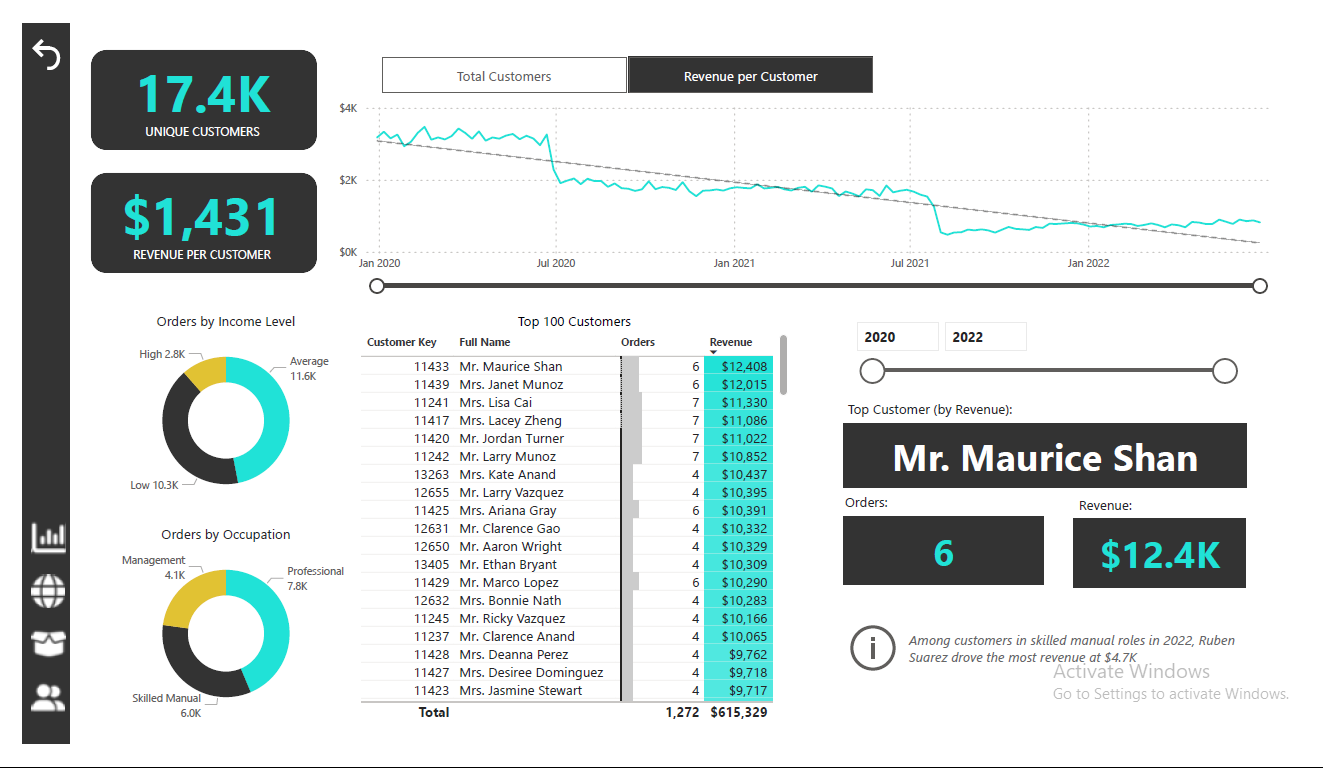 17.4K
UNIQUE CUSTOMERS
$1,431
REVENUE PER CUSTOMER
Total Customers
Revenue per Customer
$4K
$2K
$0K
Jan 2020
Jul 2020
Jan 2021
Jul 2021
Jan 2022
Orders by Income Level
High 2.8K
Average
11.6K
Low 10.3K
Orders by Occupation
Management
4.1K
Professional
7.8K
Skilled Manual
6.0K
Top 100 Customers
Customer Key Full Name Orders Revenue
11433 Mr. Maurice Shan 6 $12,408
11439 Mrs. Janet Munoz 6 $12,015
11241 Mrs. Lisa Cai 7 $11,330
11417 Mrs. Lacey Zheng 7 $11,086
11420 Mr. Jordan Turner 7 $11,022
11242 Mr. Larry Munoz 7 $10,852
13263 Mrs. Kate Anand 4 $10,437
12655 Mr. Larry Vazquez 4 $10,395
11425 Mrs. Ariana Gray 6 $10,391
12631 Mr. Clarence Gao 4 $10,332
12650 Mr. Aaron Wright 4 $10,329
13405 Mr. Ethan Bryant 4 $10,309
11429 Mr. Marco Lopez 6 $10,290
12632 Mrs. Bonnie Nath 4 $10,283
11245 Mr. Ricky Vazquez 4 $10,166
11237 Mr. Clarence Anand 4 $10,065
11428 Mrs. Deanna Perez 4 $9,762
11427 Mrs. Desiree Dominguez 4 $9,718
11423 Mrs. Jasmine Stewart 4 $9,717
Total 1,272 $615,329
2020
2022
Top Customer (by Revenue):
Mr. Maurice Shan
Orders:
6
Revenue:
$12.4K
Among customers in skilled manual roles in 2022, Ruben
Suarez drove the most revenue at $4.7K
Activate Windows
Go to Settings to activate Windows.